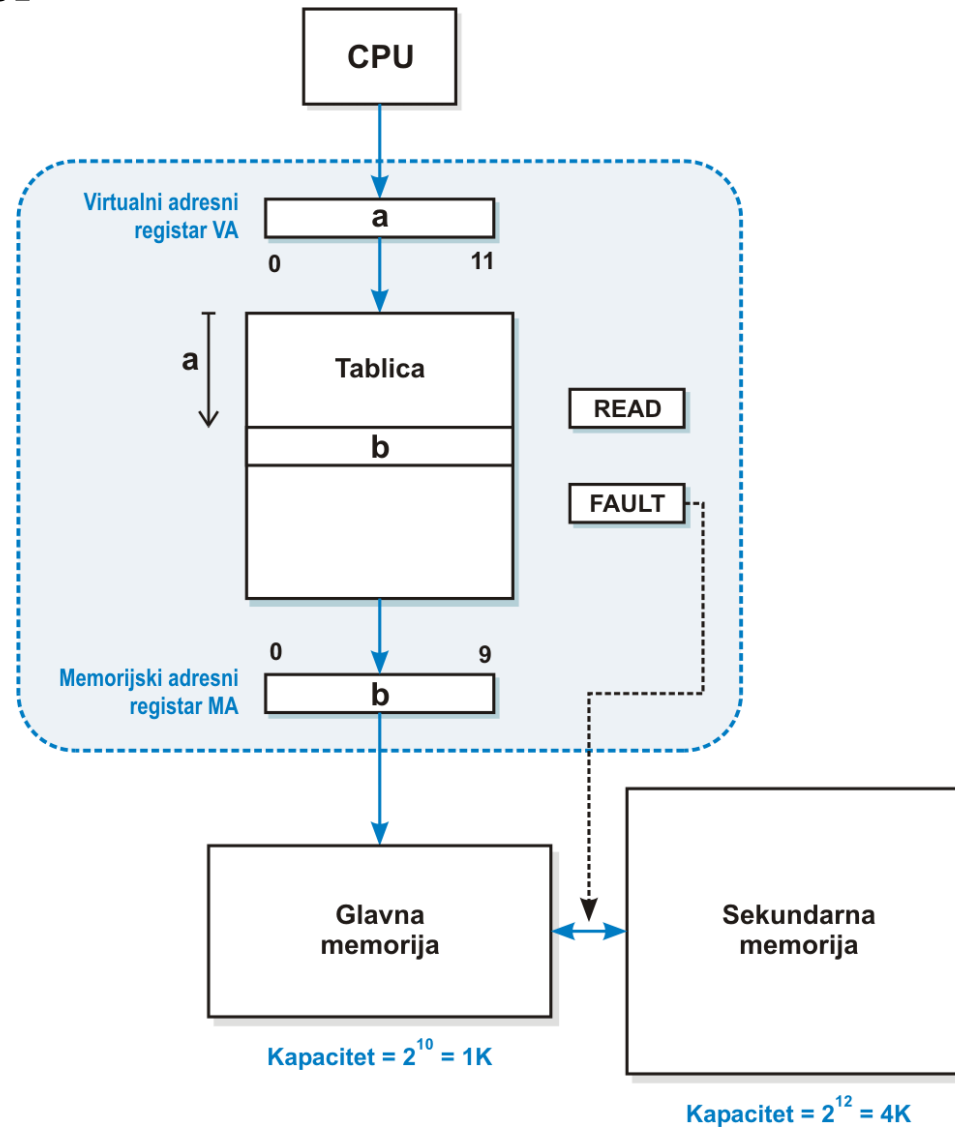 CPU
Virtualni adresni
registar VA
a
0 11
a
Tablica
READ
b
FAULT
0 9
Memorijski adresni
registar MA
b
Glavna
memorija
Sekundarna
memorija
Kapacitet = 2^10 = 1K
Kapacitet = 2^12 = 4K